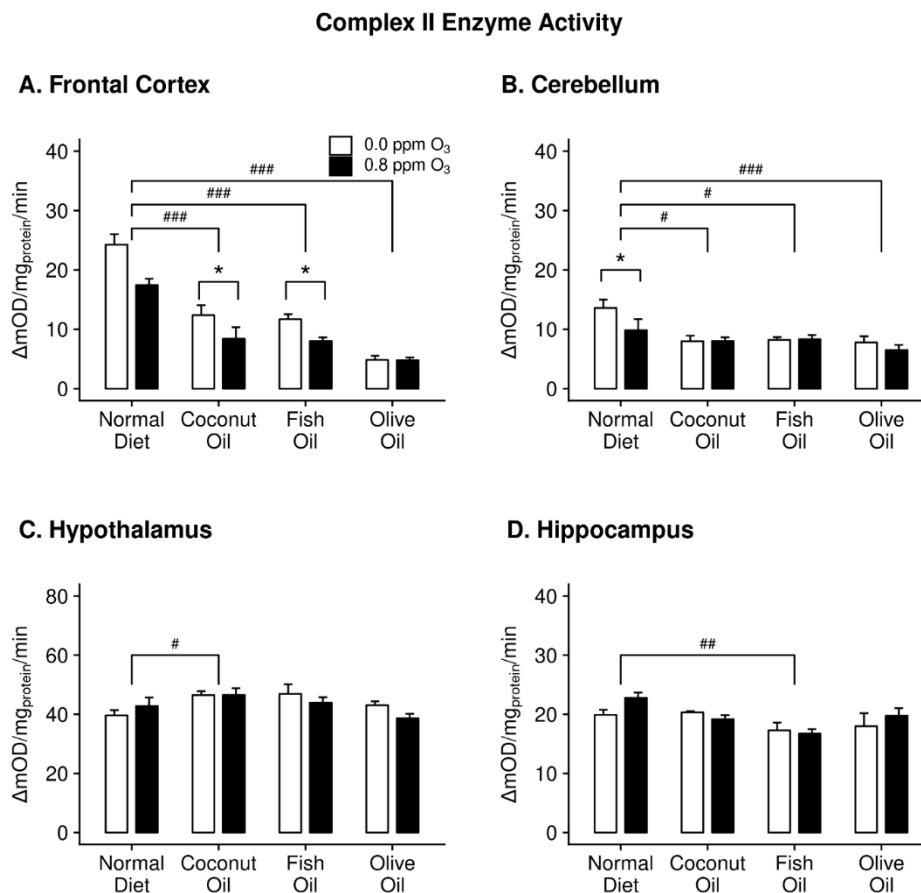 Complex II Enzyme Activity
A. Frontal Cortex
0.0 ppm O₃
0.8 ppm O₃
###
###
###
*
*
ΔmOD/mgprotein/min
40
30
20
10
0
Normal Diet
Coconut Oil
Fish Oil
Olive Oil
B. Cerebellum
###
#
#
*
ΔmOD/mgprotein/min
40
30
20
10
0
Normal Diet
Coconut Oil
Fish Oil
Olive Oil
C. Hypothalamus
#
ΔmOD/mgprotein/min
80
60
40
20
0
Normal Diet
Coconut Oil
Fish Oil
Olive Oil
D. Hippocampus
##
ΔmOD/mgprotein/min
40
30
20
10
0
Normal Diet
Coconut Oil
Fish Oil
Olive Oil